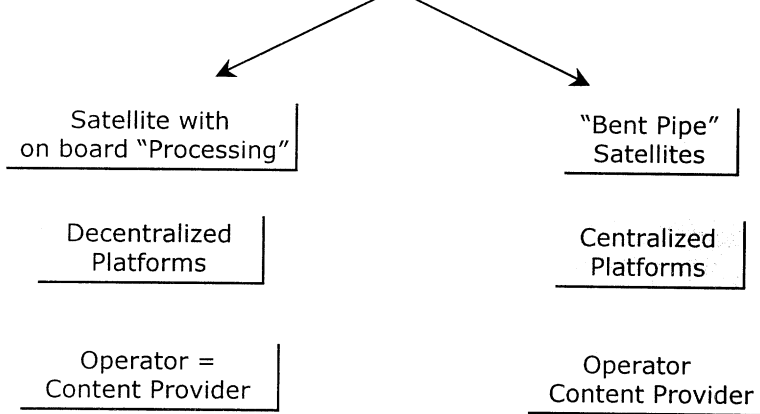 Satellite with
on board “Processing”
“Bent Pipe”
Satellites
Decentralized
Platforms
Centralized
Platforms
Operator =
Content Provider
Operator
Content Provider